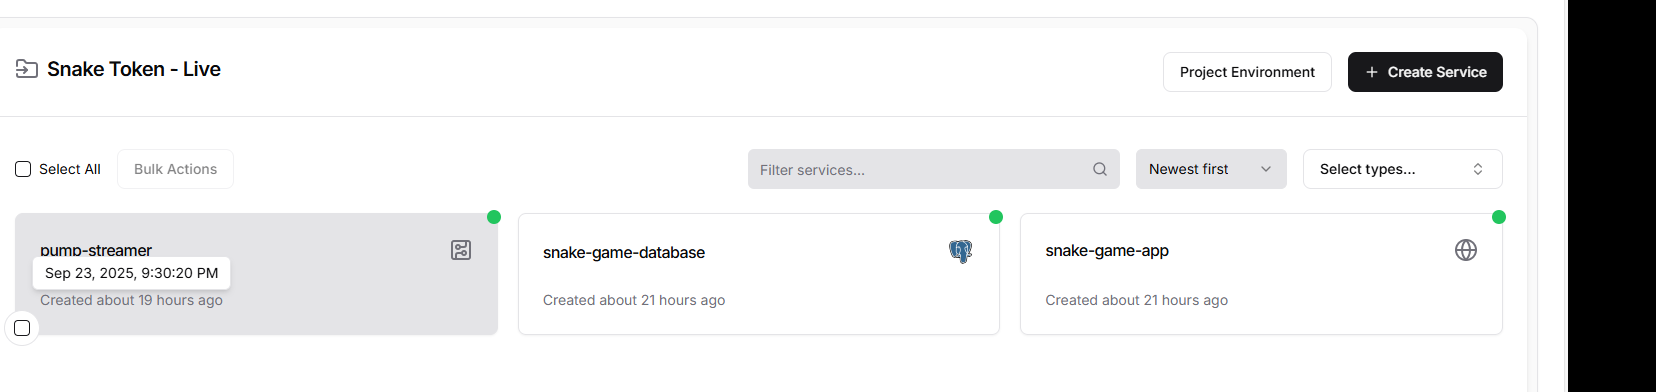 Snake Token - Live
Project Environment
Create Service
Select All
Bulk Actions
Filter services...
Newest first
Select types...
pump-streamer
Sep 23, 2025, 9:30:20 PM
Created about 19 hours ago
snake-game-database
Created about 21 hours ago
snake-game-app
Created about 21 hours ago